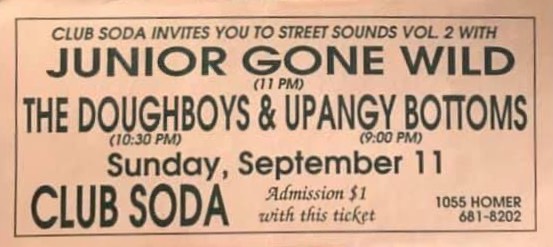 CLUB SODA INVITES YOU TO STREET SOUNDS VOL. 2 WITH
JUNIOR GONE WILD
(11 PM)
THE DOUGHBOYS & UPANGY BOTTOMS
(10:30 PM) (9:00 PM)
Sunday, September 11
CLUB SODA
Admission $1
with this ticket
1055 HOMER
681-8202